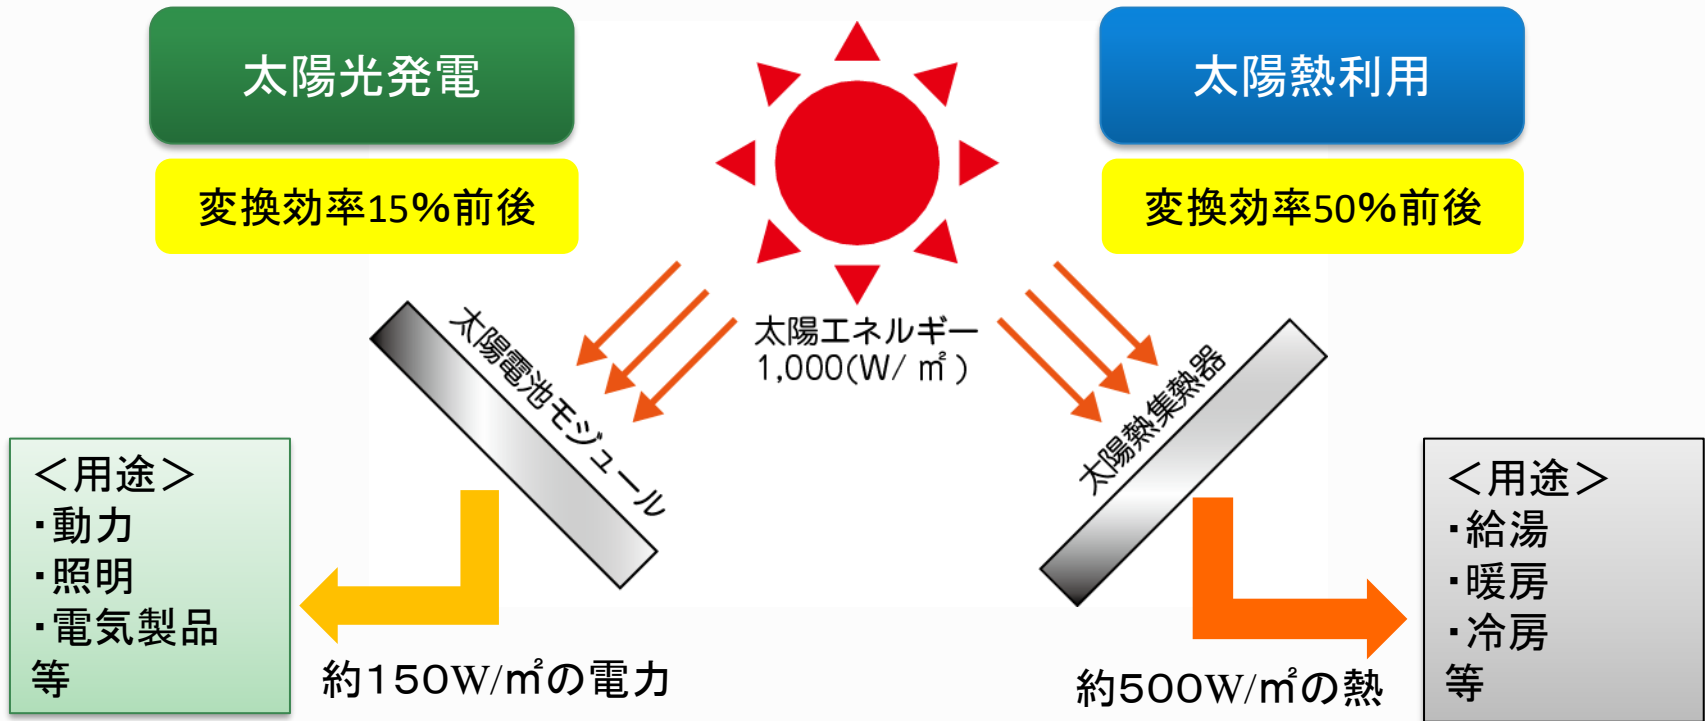 太陽光発電
変換効率15%前後
太陽熱利用
変換効率50%前後
太陽エネルギー
1,000(W/ ㎡)
太陽電池モジュール
太陽熱集熱器
＜用途＞
・動力
・照明
・電気製品
等
約150W/㎡の電力
約500W/㎡の熱
＜用途＞
・給湯
・暖房
・冷房
等